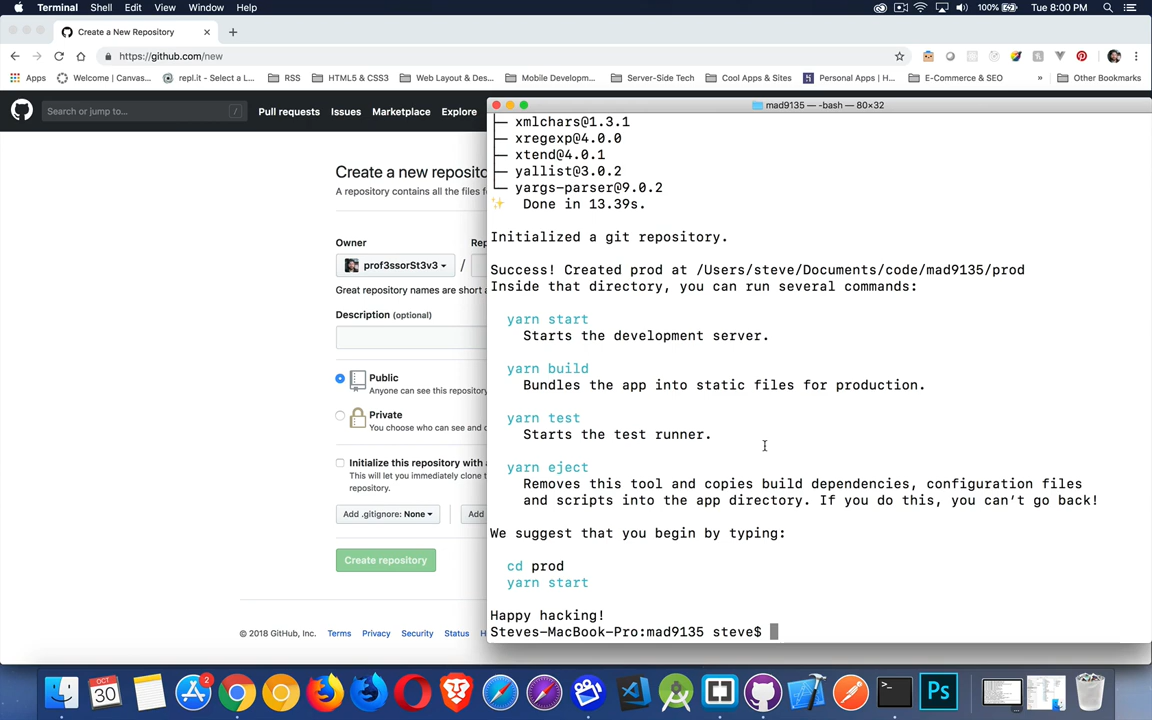 Terminal Shell Edit View Window Help 100% Tue 8:00 PM
Create a New Repository
https://github.com/new
Apps Welcome | Canvas... repl.it - Select a L... RSS HTML5 & CSS3 Web Layout & Des... Mobile Developm... Server-Side Tech Cool Apps & Sites Personal Apps | H... E-Commerce & SEO » Other Bookmarks
Search or jump to... / Pull requests Issues Marketplace Explore
Create a new reposito
A repository contains all the files f
Owner Rep
prof3ssorSt3v3 /
Great repository names are short a
Description (optional)
Public
Anyone can see this repository
Private
You choose who can see and c
Initialize this repository with a
This will let you immediately clone t
repository.
Add .gitignore: None Add
Create repository
© 2018 GitHub, Inc. Terms Privacy Security Status H
mad9135 — -bash — 80×32
├─ xmlchars@1.3.1
├─ xregexp@4.0.0
├─ xtend@4.0.1
├─ yallist@3.0.2
└─ yargs-parser@9.0.2
✨ Done in 13.39s.
Initialized a git repository.
Success! Created prod at /Users/steve/Documents/code/mad9135/prod
Inside that directory, you can run several commands:
yarn start
Starts the development server.
yarn build
Bundles the app into static files for production.
yarn test
Starts the test runner.
yarn eject
Removes this tool and copies build dependencies, configuration files
and scripts into the app directory. If you do this, you can’t go back!
We suggest that you begin by typing:
cd prod
yarn start
Happy hacking!
Steves-MacBook-Pro:mad9135 steve$
OCT
30
2
>_
Ps